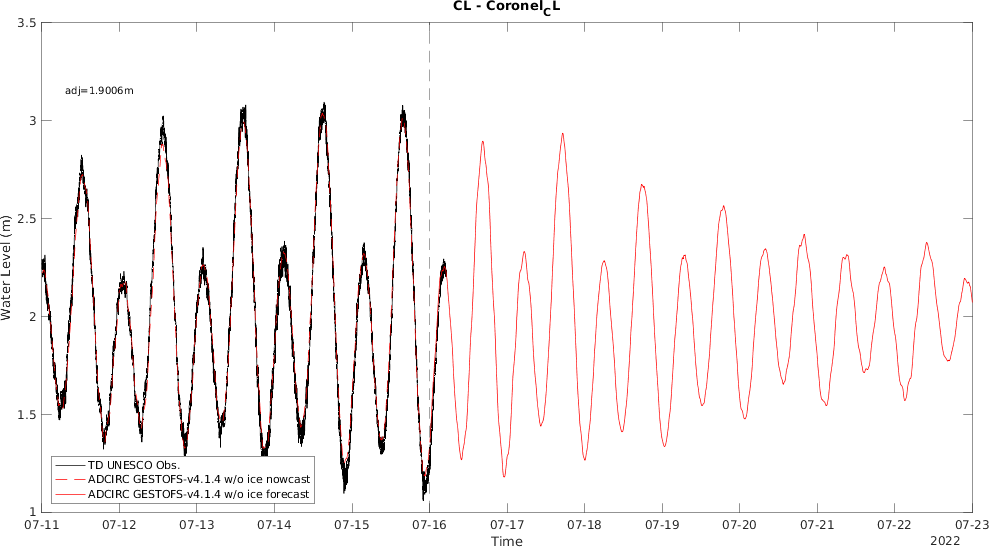 CL - Coronel_CL
3.5
adj=1.9006m
3
2.5
Water Level (m)
2
1.5
TD UNESCO Obs.
ADCIRC GESTOFS-v4.1.4 w/o ice nowcast
ADCIRC GESTOFS-v4.1.4 w/o ice forecast
1
07-11 07-12 07-13 07-14 07-15 07-16 07-17 07-18 07-19 07-20 07-21 07-22 07-23
Time
2022